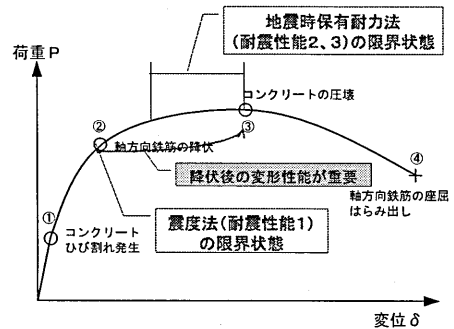 地震時保有耐力法
(耐震性能2、3)の限界状態
荷重P
コンクリートの圧壊
②
軸方向鉄筋の降伏
③
④
降伏後の変形性能が重要
軸方向鉄筋の座屈
はらみ出し
①
コンクリート
ひび割れ発生
震度法(耐震性能1)
の限界状態
変位δ